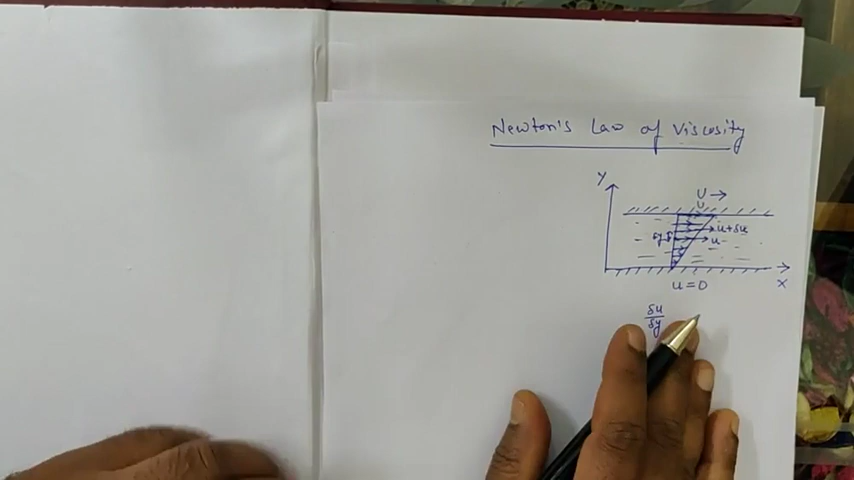 Newton's Law of Viscosity
Y
U →
U
u+δu
δy
u
u=0
X
δu
δy